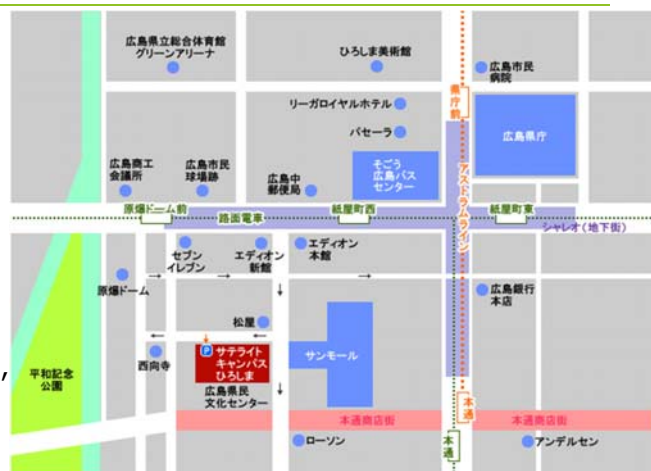 広島県立総合体育館
グリーンアリーナ
ひろしま美術館
広島市民
病院
リーガロイヤルホテル
県庁前
パセーラ
広島県庁
アストラムライン
そごう
広島バス
センター
広島商工
会議所
広島市民
球場跡
広島中
郵便局
原爆ドーム前
路面電車
紙屋町西
紙屋町東
シャレオ(地下街)
セブン
イレブン
エディオン
新館
エディオン
本館
原爆ドーム
→
→
→
↓
広島銀行
本店
松屋
←
←
P
サテライト
キャンパス
ひろしま
サンモール
西向寺
平和記念
公園
,
広島県民
文化センター
↓
本通
本通商店街
本通商店街
ローソン
本通
アンデルセン